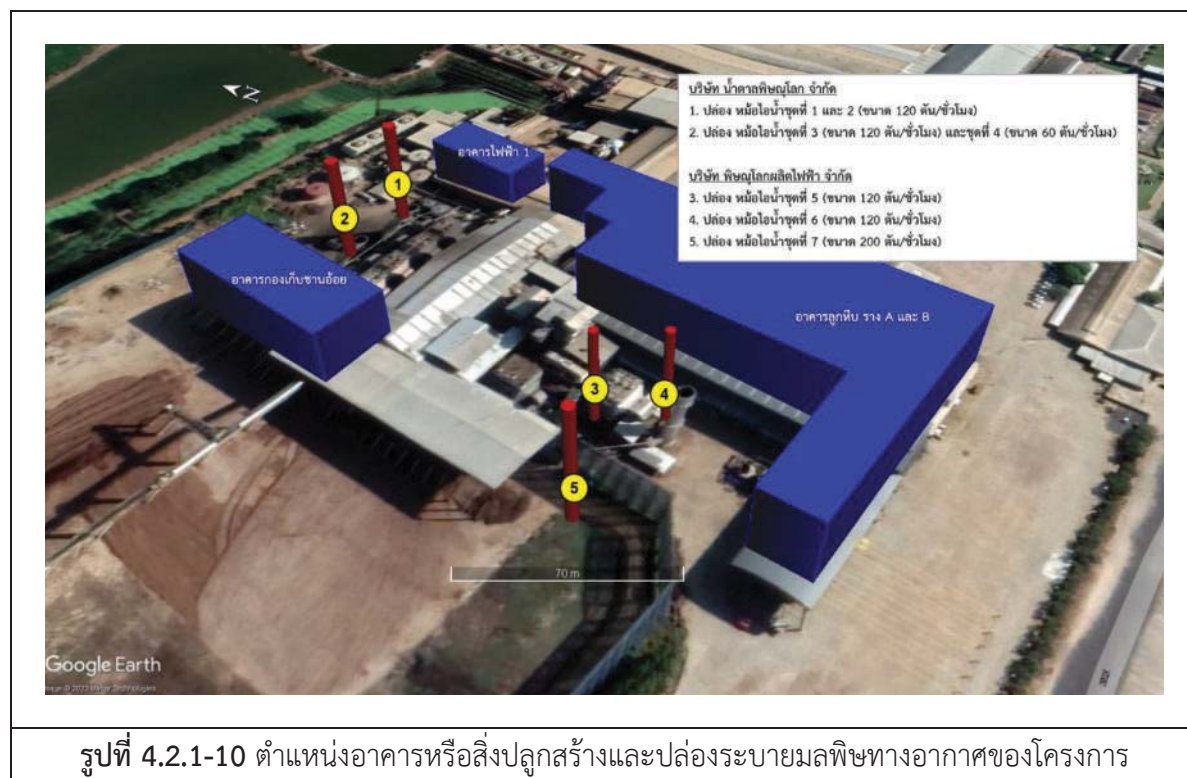 N
บริษัท น้ำตาลพิษณุโลก จำกัด
1. ปล่อง หม้อไอน้ำชุดที่ 1 และ 2 (ขนาด 120 ตัน/ชั่วโมง)
2. ปล่อง หม้อไอน้ำชุดที่ 3 (ขนาด 120 ตัน/ชั่วโมง) และชุดที่ 4 (ขนาด 60 ตัน/ชั่วโมง)
บริษัท พิษณุโลกผลิตไฟฟ้า จำกัด
3. ปล่อง หม้อไอน้ำชุดที่ 5 (ขนาด 120 ตัน/ชั่วโมง)
4. ปล่อง หม้อไอน้ำชุดที่ 6 (ขนาด 120 ตัน/ชั่วโมง)
5. ปล่อง หม้อไอน้ำชุดที่ 7 (ขนาด 200 ตัน/ชั่วโมง)
อาคารไฟฟ้า 1
1
2
อาคารกองเก็บชานอ้อย
อาคารลูกหีบ ราง A และ B
3
4
5
70 m
Google Earth
รูปที่ 4.2.1-10 ตำแหน่งอาคารหรือสิ่งปลูกสร้างและปล่องระบายมลพิษทางอากาศของโครงการ